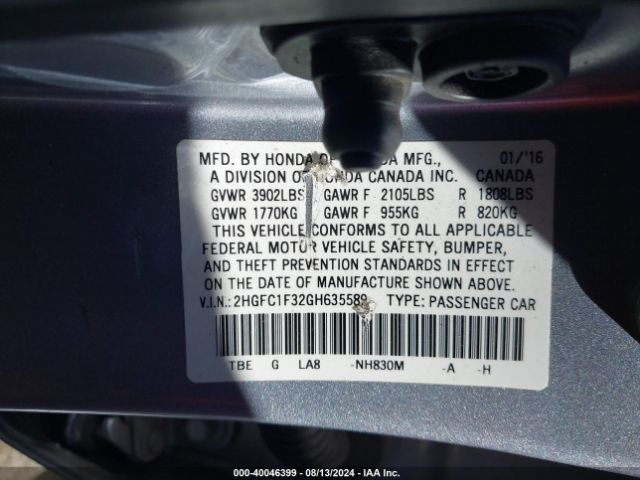 MFD. BY HONDA OF CANADA MFG., 01/'16
A DIVISION OF HONDA CANADA INC. CANADA
GVWR 3902LBS GAWR F 2105LBS R 1808LBS
GVWR 1770KG GAWR F 955KG R 820KG
THIS VEHICLE CONFORMS TO ALL APPLICABLE
FEDERAL MOTOR VEHICLE SAFETY, BUMPER,
AND THEFT PREVENTION STANDARDS IN EFFECT
ON THE DATE OF MANUFACTURE SHOWN ABOVE.
V.I.N.: 2HGFC1F32GH635589 TYPE: PASSENGER CAR
TBE G LA8 -NH830M -A -H
000-40046399 - 08/13/2024 - IAA Inc.